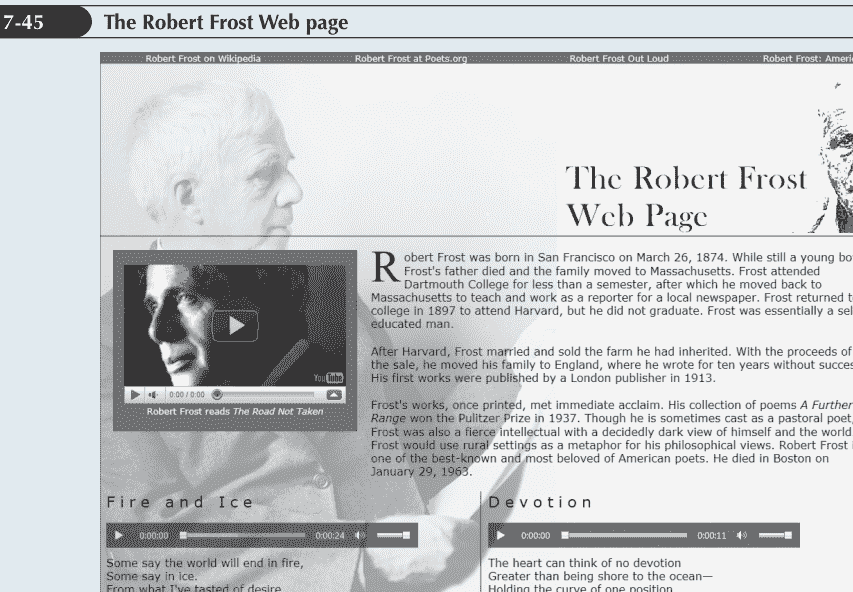 7-45 The Robert Frost Web page
Robert Frost on Wikipedia Robert Frost at Poets.org Robert Frost Out Loud Robert Frost: Ameri
The Robert Frost
Web Page
YouTube
0:00 / 0:00
Robert Frost reads The Road Not Taken
Robert Frost was born in San Francisco on March 26, 1874. While still a young bo
Frost's father died and the family moved to Massachusetts. Frost attended
Dartmouth College for less than a semester, after which he moved back to
Massachusetts to teach and work as a reporter for a local newspaper. Frost returned t
college in 1897 to attend Harvard, but he did not graduate. Frost was essentially a sel
educated man.
After Harvard, Frost married and sold the farm he had inherited. With the proceeds of
the sale, he moved his family to England, where he wrote for ten years without succes
His first works were published by a London publisher in 1913.
Frost's works, once printed, met immediate acclaim. His collection of poems A Further
Range won the Pulitzer Prize in 1937. Though he is sometimes cast as a pastoral poet,
Frost was also a fierce intellectual with a decidedly dark view of himself and the world
Frost would use rural settings as a metaphor for his philosophical views. Robert Frost i
one of the best-known and most beloved of American poets. He died in Boston on
January 29, 1963.
Fire and Ice
0:00:00 0:00:24
Some say the world will end in fire,
Some say in ice.
From what I've tasted of desire
Devotion
0:00:00 0:00:11
The heart can think of no devotion
Greater than being shore to the ocean—
Holding the curve of one position